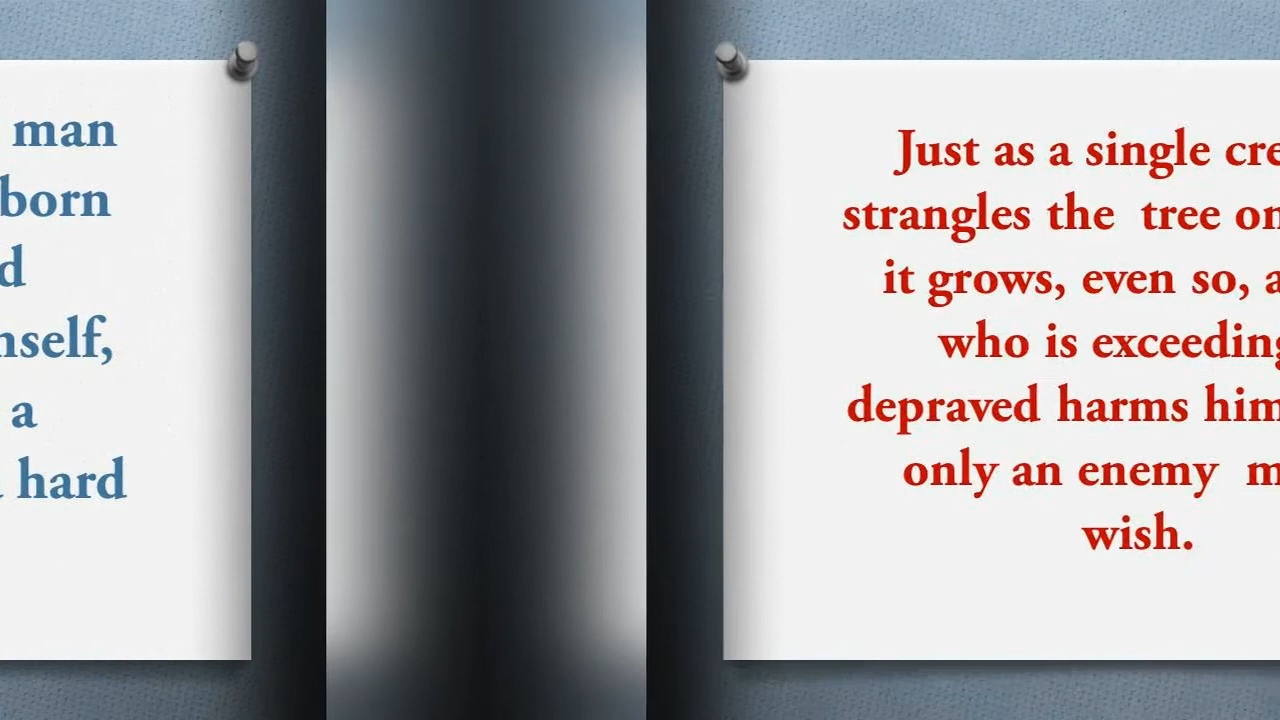 man
born
d
nself,
a
hard
Just as a single cre
strangles the tree on
it grows, even so, a
who is exceeding
depraved harms him
only an enemy m
wish.